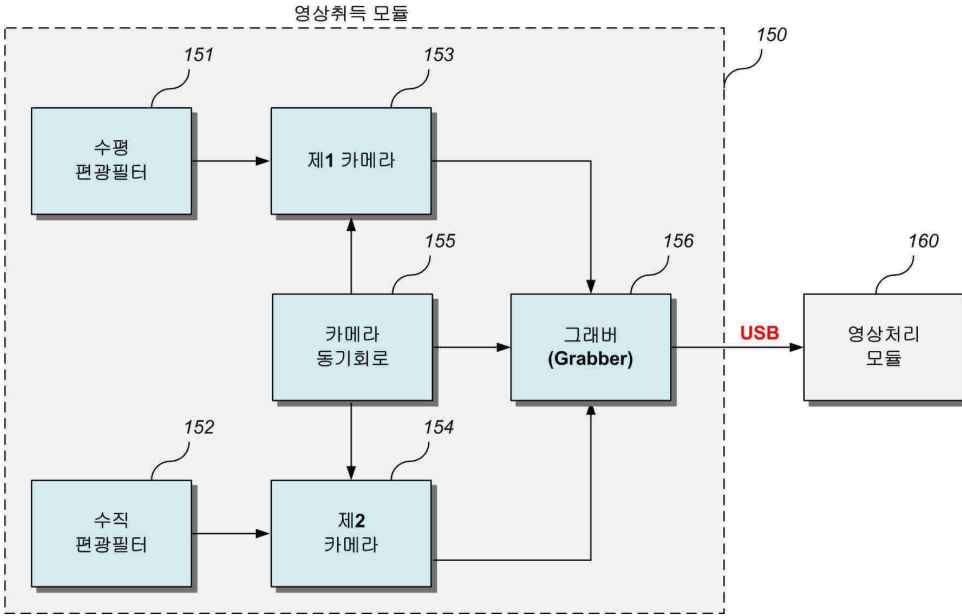 영상취득 모듈
150
151
수평
편광필터
153
제1 카메라
155
카메라
동기회로
156
그래버
(Grabber)
USB
160
영상처리
모듈
152
수직
편광필터
154
제2
카메라